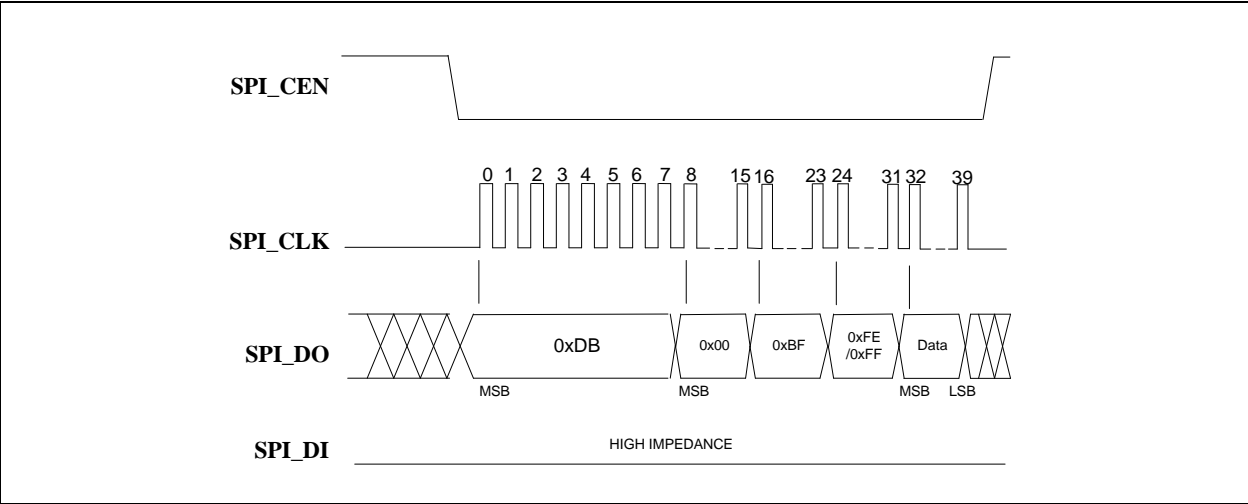 SPI_CEN
0 1 2 3 4 5 6 7 8 15 16 23 24 31 32 39
SPI_CLK
SPI_DO
0xDB
0x00
0xBF
0xFE
/0xFF
Data
MSB MSB MSB LSB
SPI_DI
HIGH IMPEDANCE